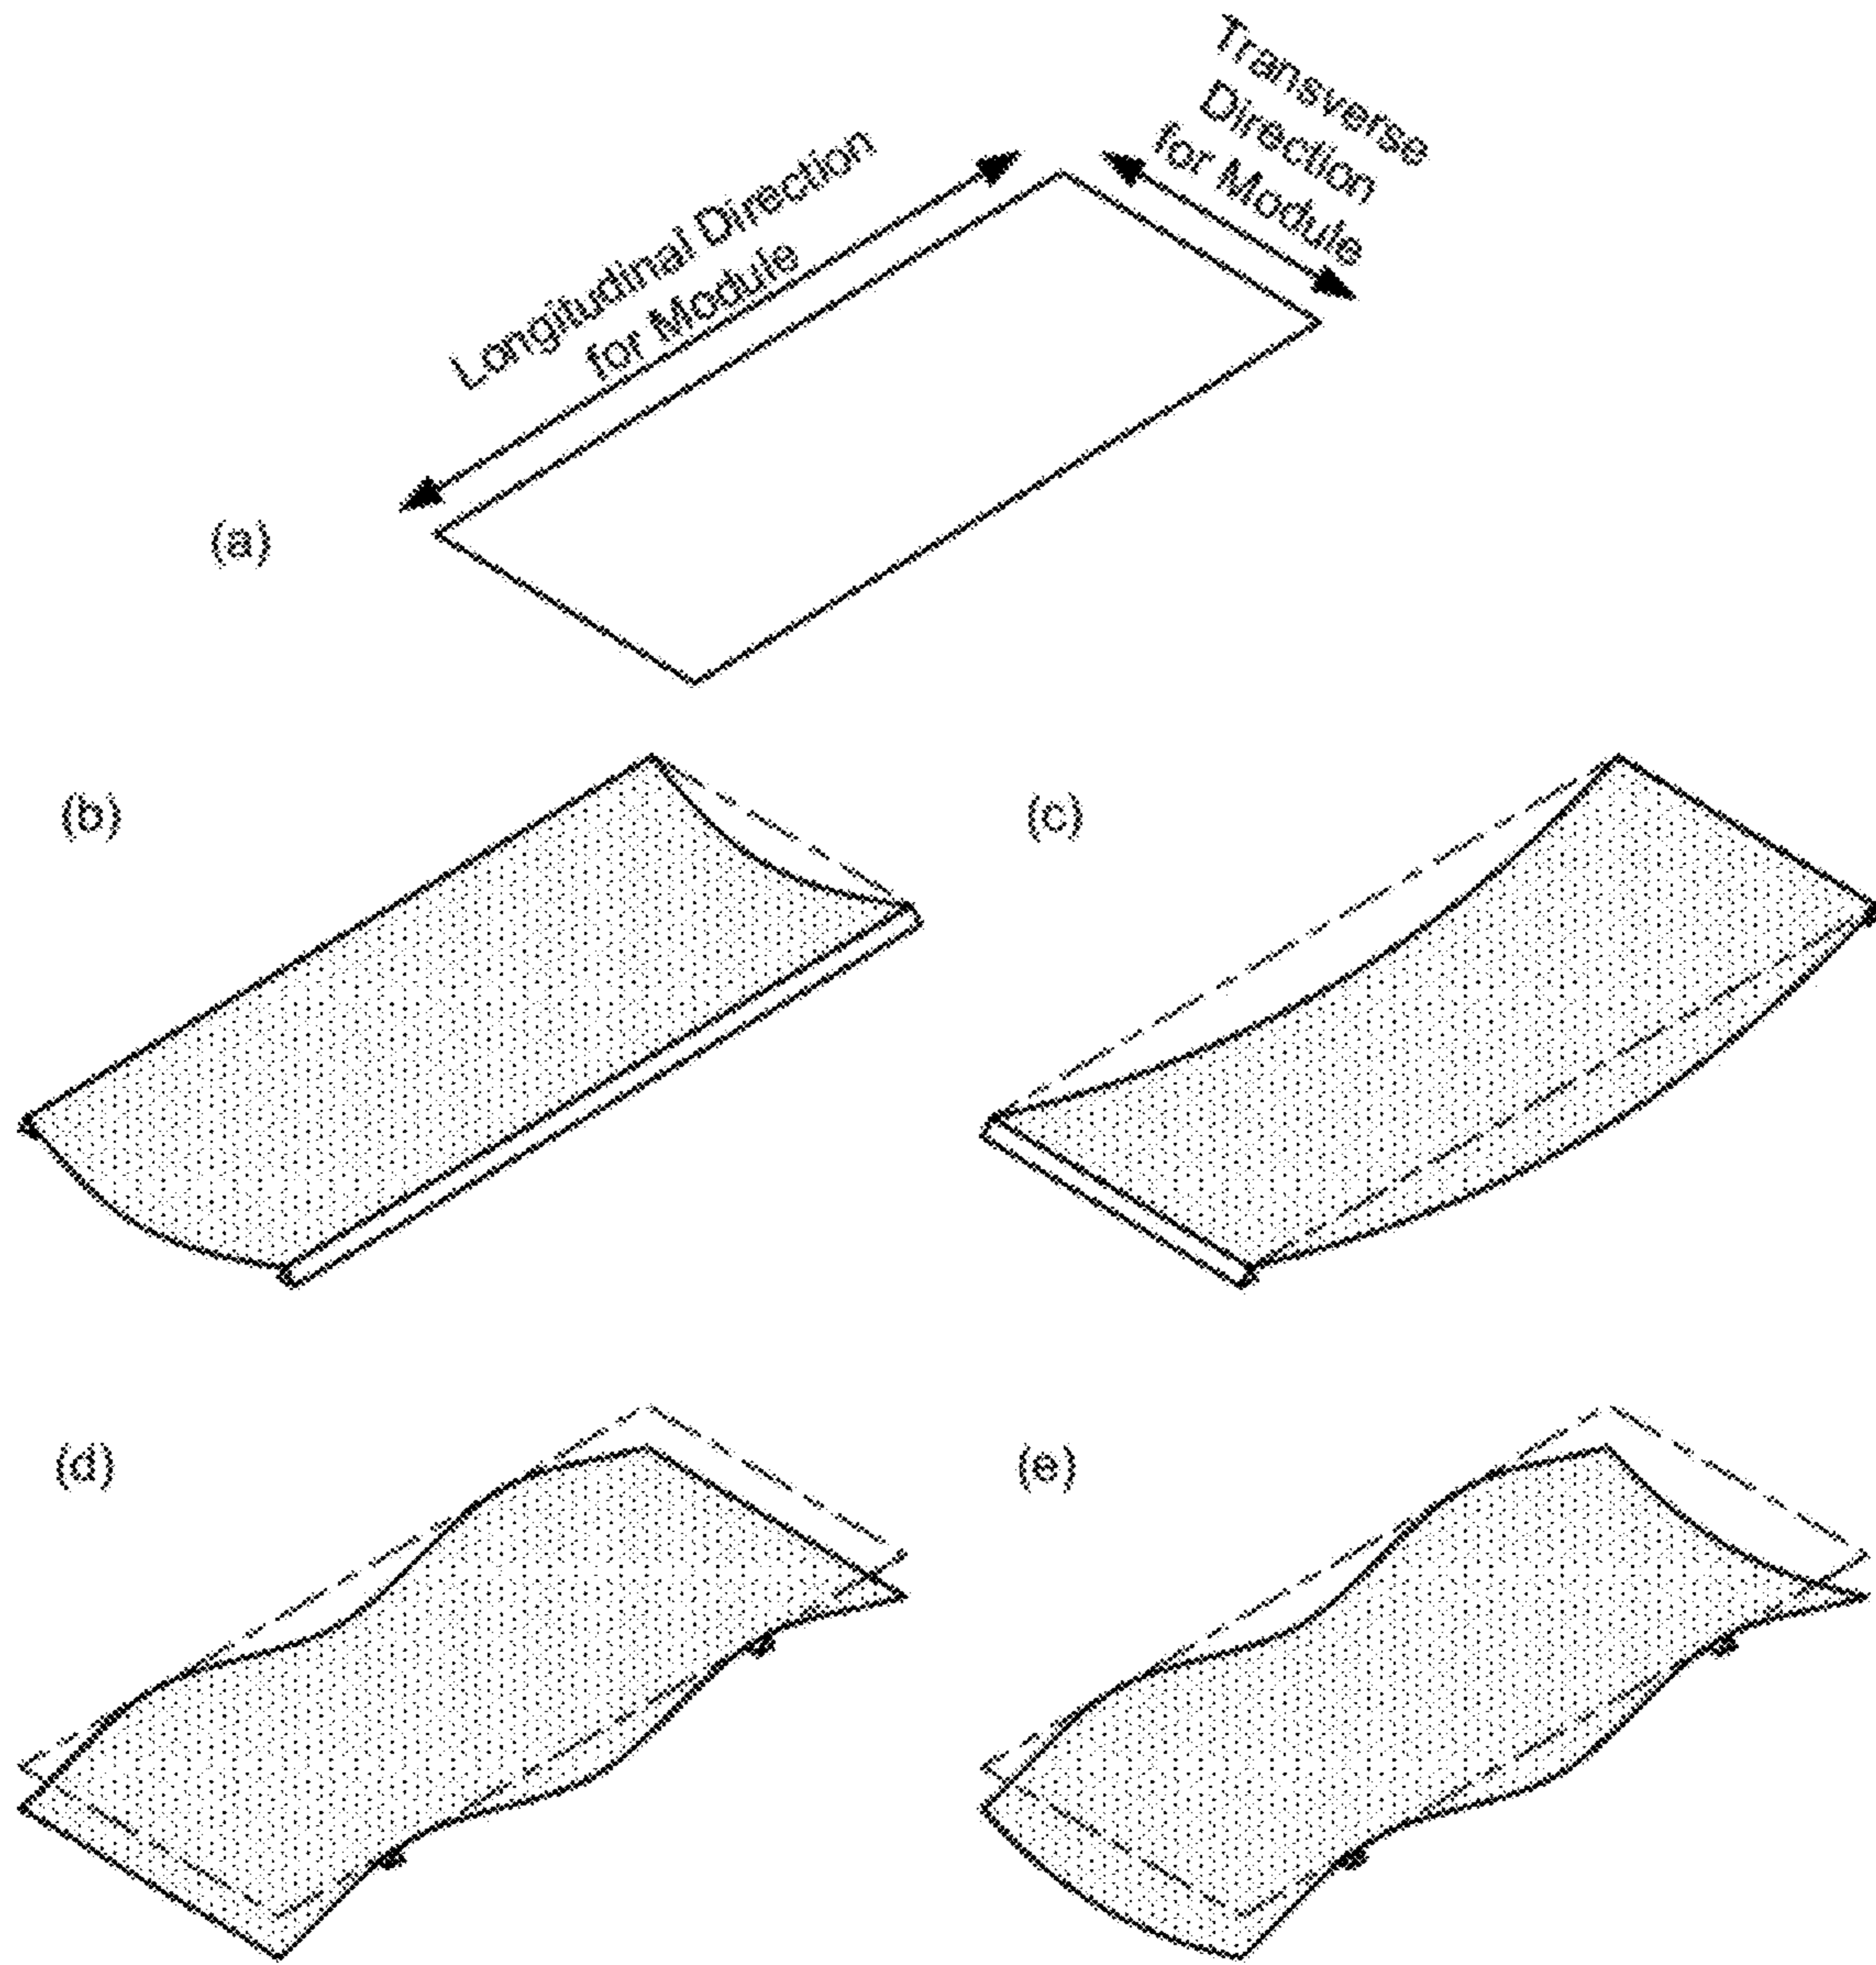 Transverse
Direction
for Module
Longitudinal Direction
for Module
(a)
(b)
(c)
(d)
(e)